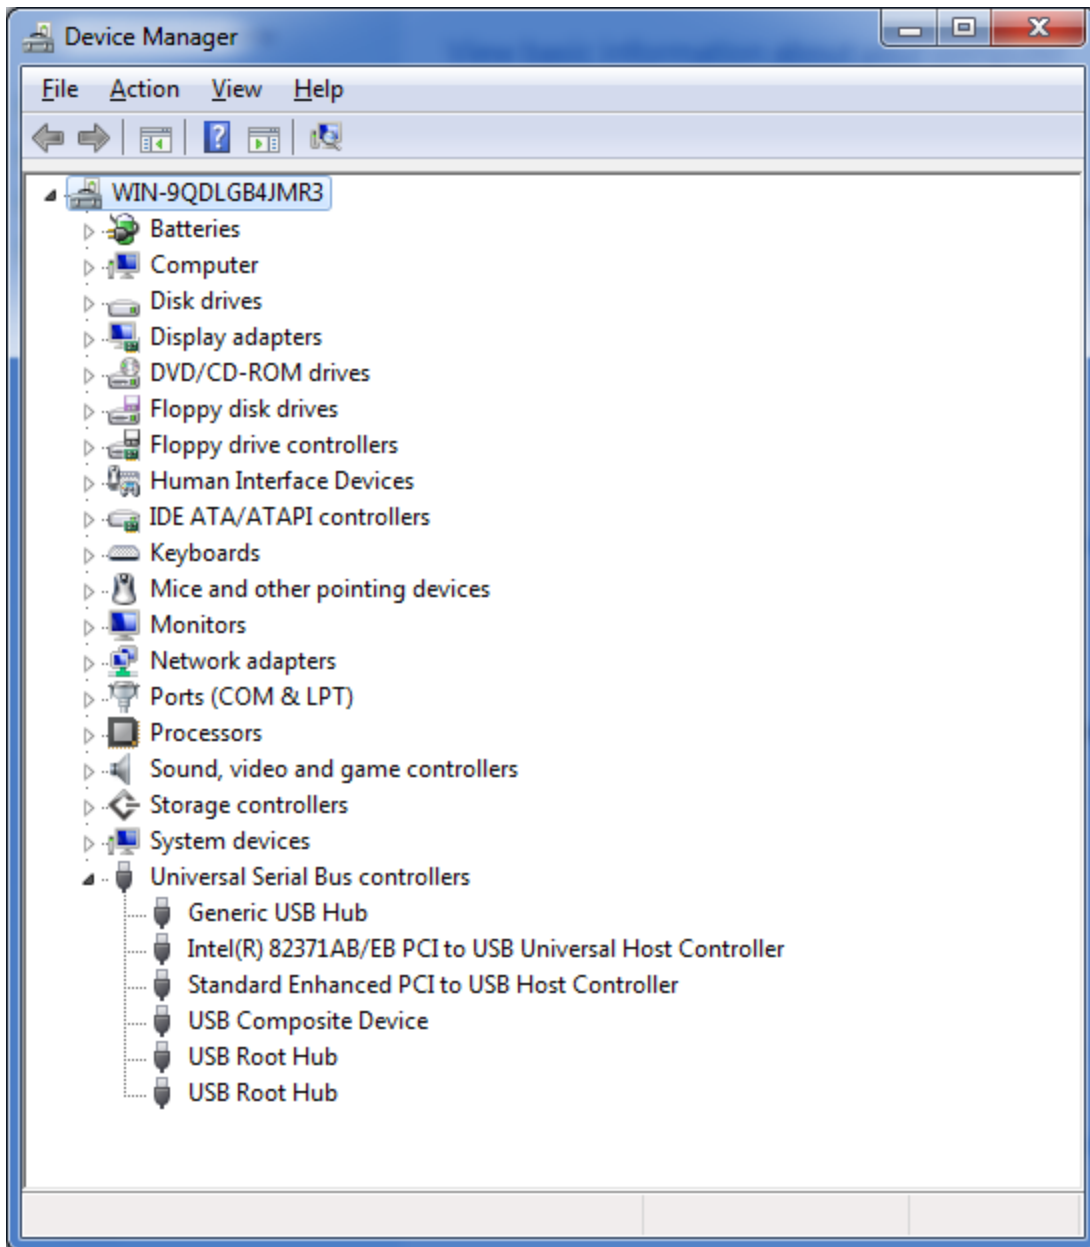 Device Manager
File Action View Help
WIN-9QDLGB4JMR3
Batteries
Computer
Disk drives
Display adapters
DVD/CD-ROM drives
Floppy disk drives
Floppy drive controllers
Human Interface Devices
IDE ATA/ATAPI controllers
Keyboards
Mice and other pointing devices
Monitors
Network adapters
Ports (COM & LPT)
Processors
Sound, video and game controllers
Storage controllers
System devices
Universal Serial Bus controllers
Generic USB Hub
Intel(R) 82371AB/EB PCI to USB Universal Host Controller
Standard Enhanced PCI to USB Host Controller
USB Composite Device
USB Root Hub
USB Root Hub